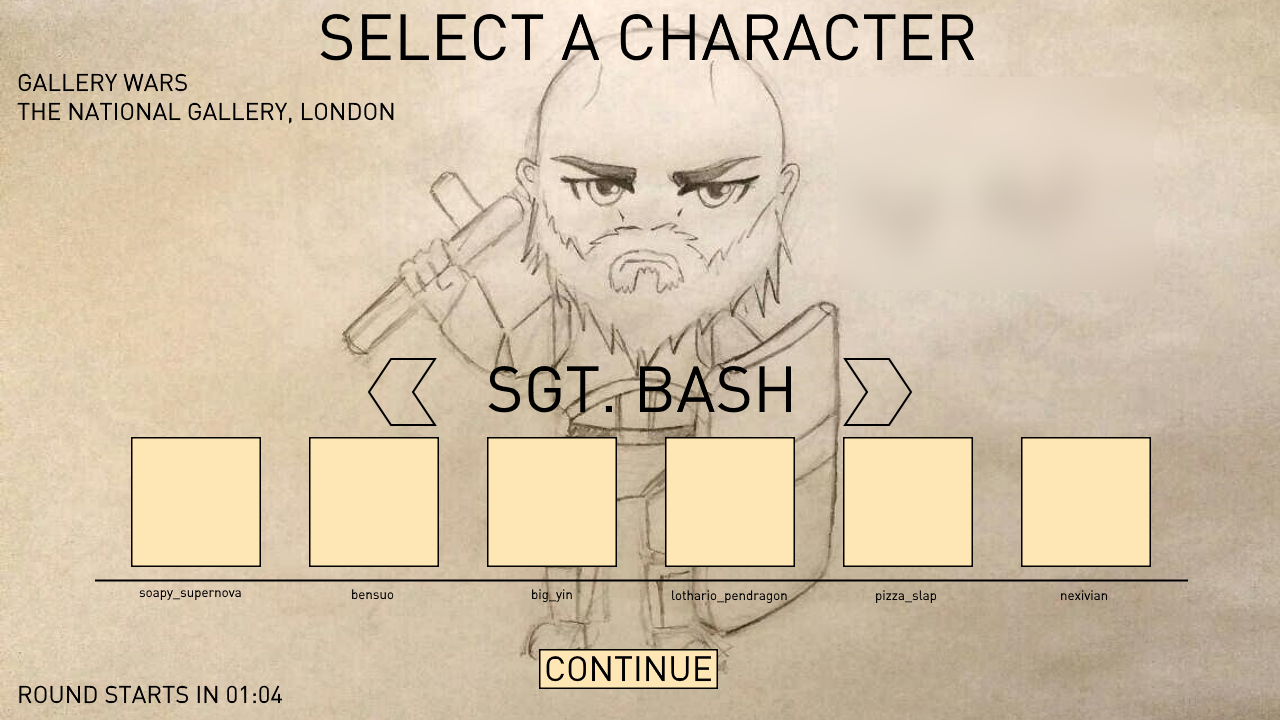 SELECT A CHARACTER
GALLERY WARS
THE NATIONAL GALLERY, LONDON
SGT. BASH
soapy_supernova
bensuo
big_yin
lothario_pendragon
pizza_slap
nexivian
CONTINUE
ROUND STARTS IN 01:04